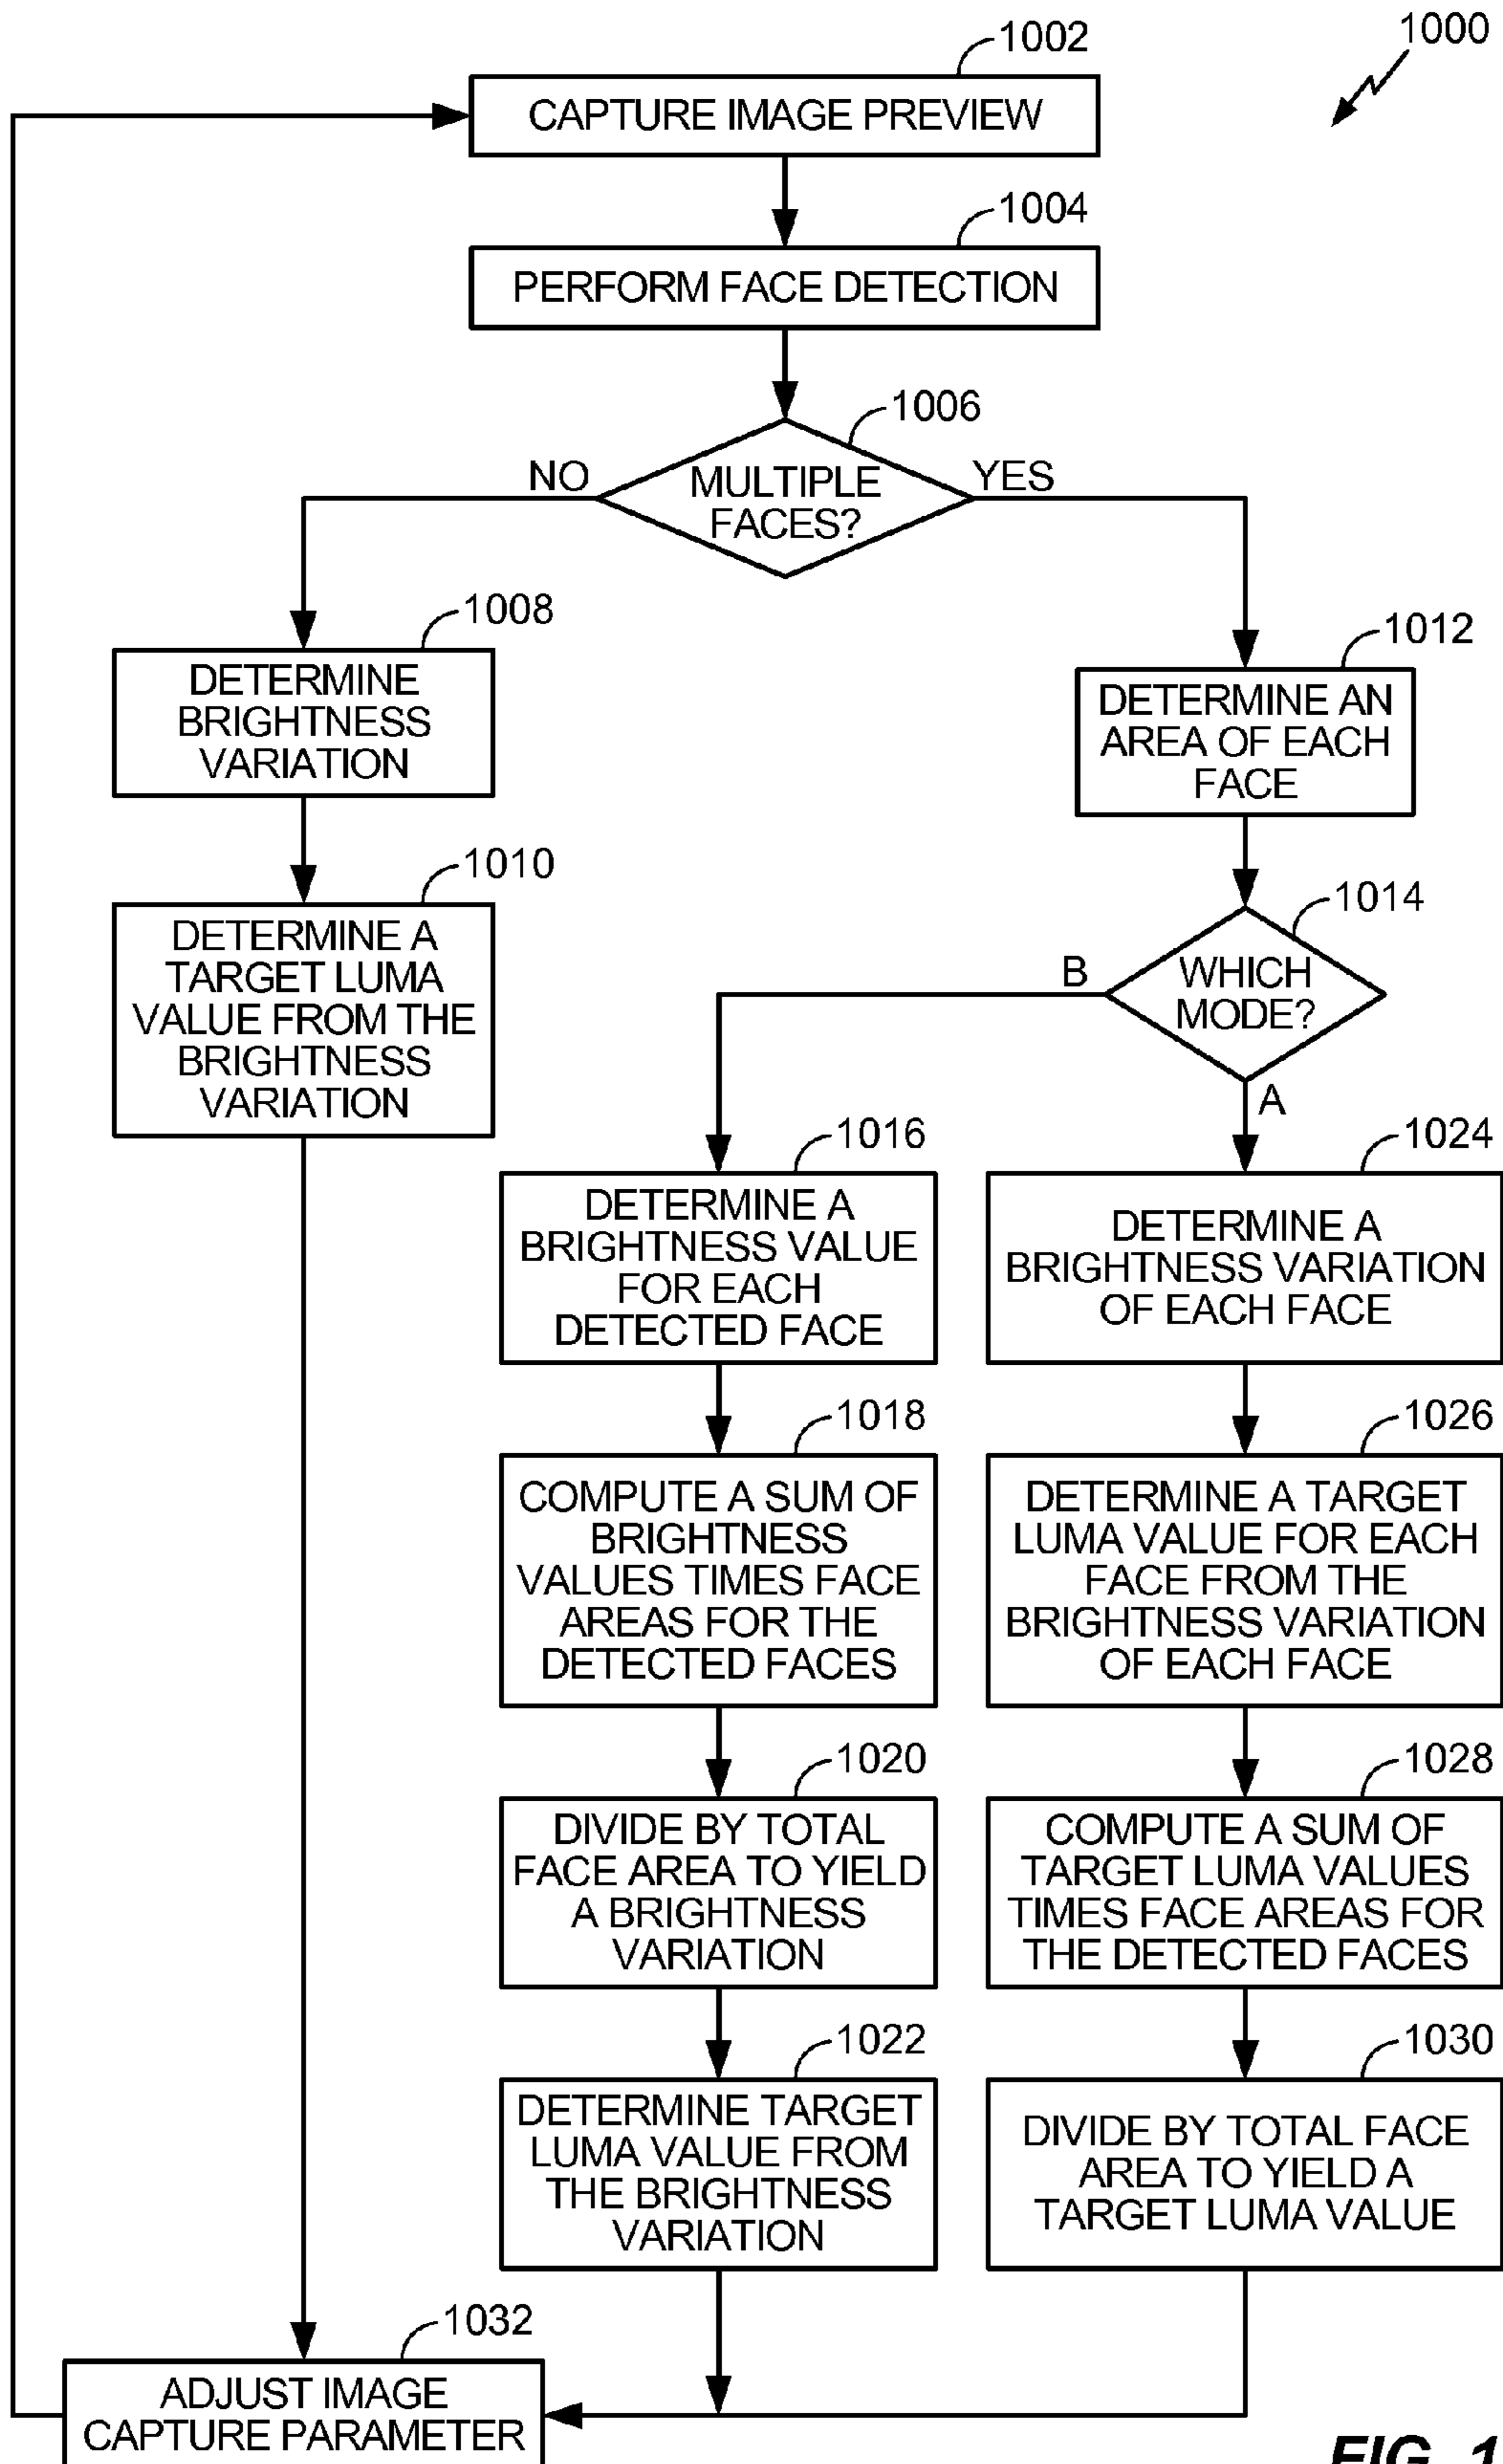 1000
1002
CAPTURE IMAGE PREVIEW
1004
PERFORM FACE DETECTION
1006
MULTIPLE
FACES?
NO
YES
1008
DETERMINE
BRIGHTNESS
VARIATION
1010
DETERMINE A
TARGET LUMA
VALUE FROM THE
BRIGHTNESS
VARIATION
1012
DETERMINE AN
AREA OF EACH
FACE
1014
WHICH
MODE?
B
A
1016
DETERMINE A
BRIGHTNESS VALUE
FOR EACH
DETECTED FACE
1018
COMPUTE A SUM OF
BRIGHTNESS
VALUES TIMES FACE
AREAS FOR THE
DETECTED FACES
1020
DIVIDE BY TOTAL
FACE AREA TO YIELD
A BRIGHTNESS
VARIATION
1022
DETERMINE TARGET
LUMA VALUE FROM
THE BRIGHTNESS
VARIATION
1024
DETERMINE A
BRIGHTNESS VARIATION
OF EACH FACE
1026
DETERMINE A TARGET
LUMA VALUE FOR EACH
FACE FROM THE
BRIGHTNESS VARIATION
OF EACH FACE
1028
COMPUTE A SUM OF
TARGET LUMA VALUES
TIMES FACE AREAS FOR
THE DETECTED FACES
1030
DIVIDE BY TOTAL FACE
AREA TO YIELD A
TARGET LUMA VALUE
1032
ADJUST IMAGE
CAPTURE PARAMETER
FIG. 1